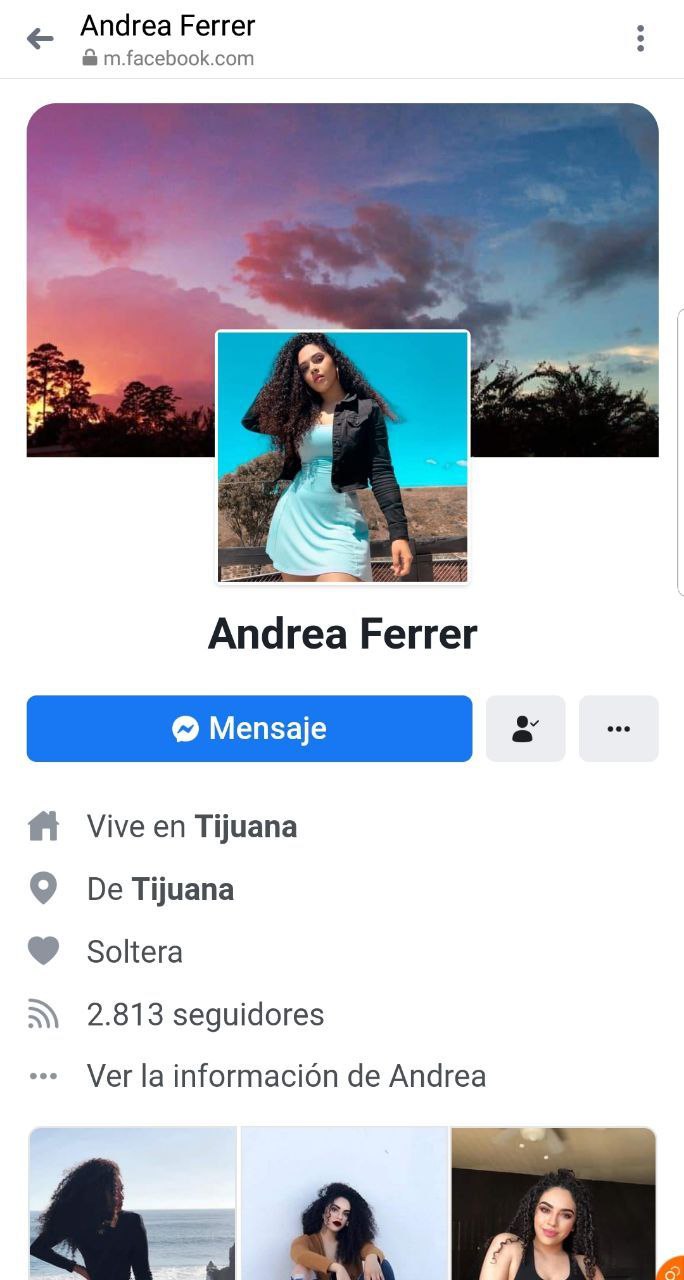 Andrea Ferrer
m.facebook.com
Andrea Ferrer
Mensaje
Vive en Tijuana
De Tijuana
Soltera
2.813 seguidores
Ver la información de Andrea